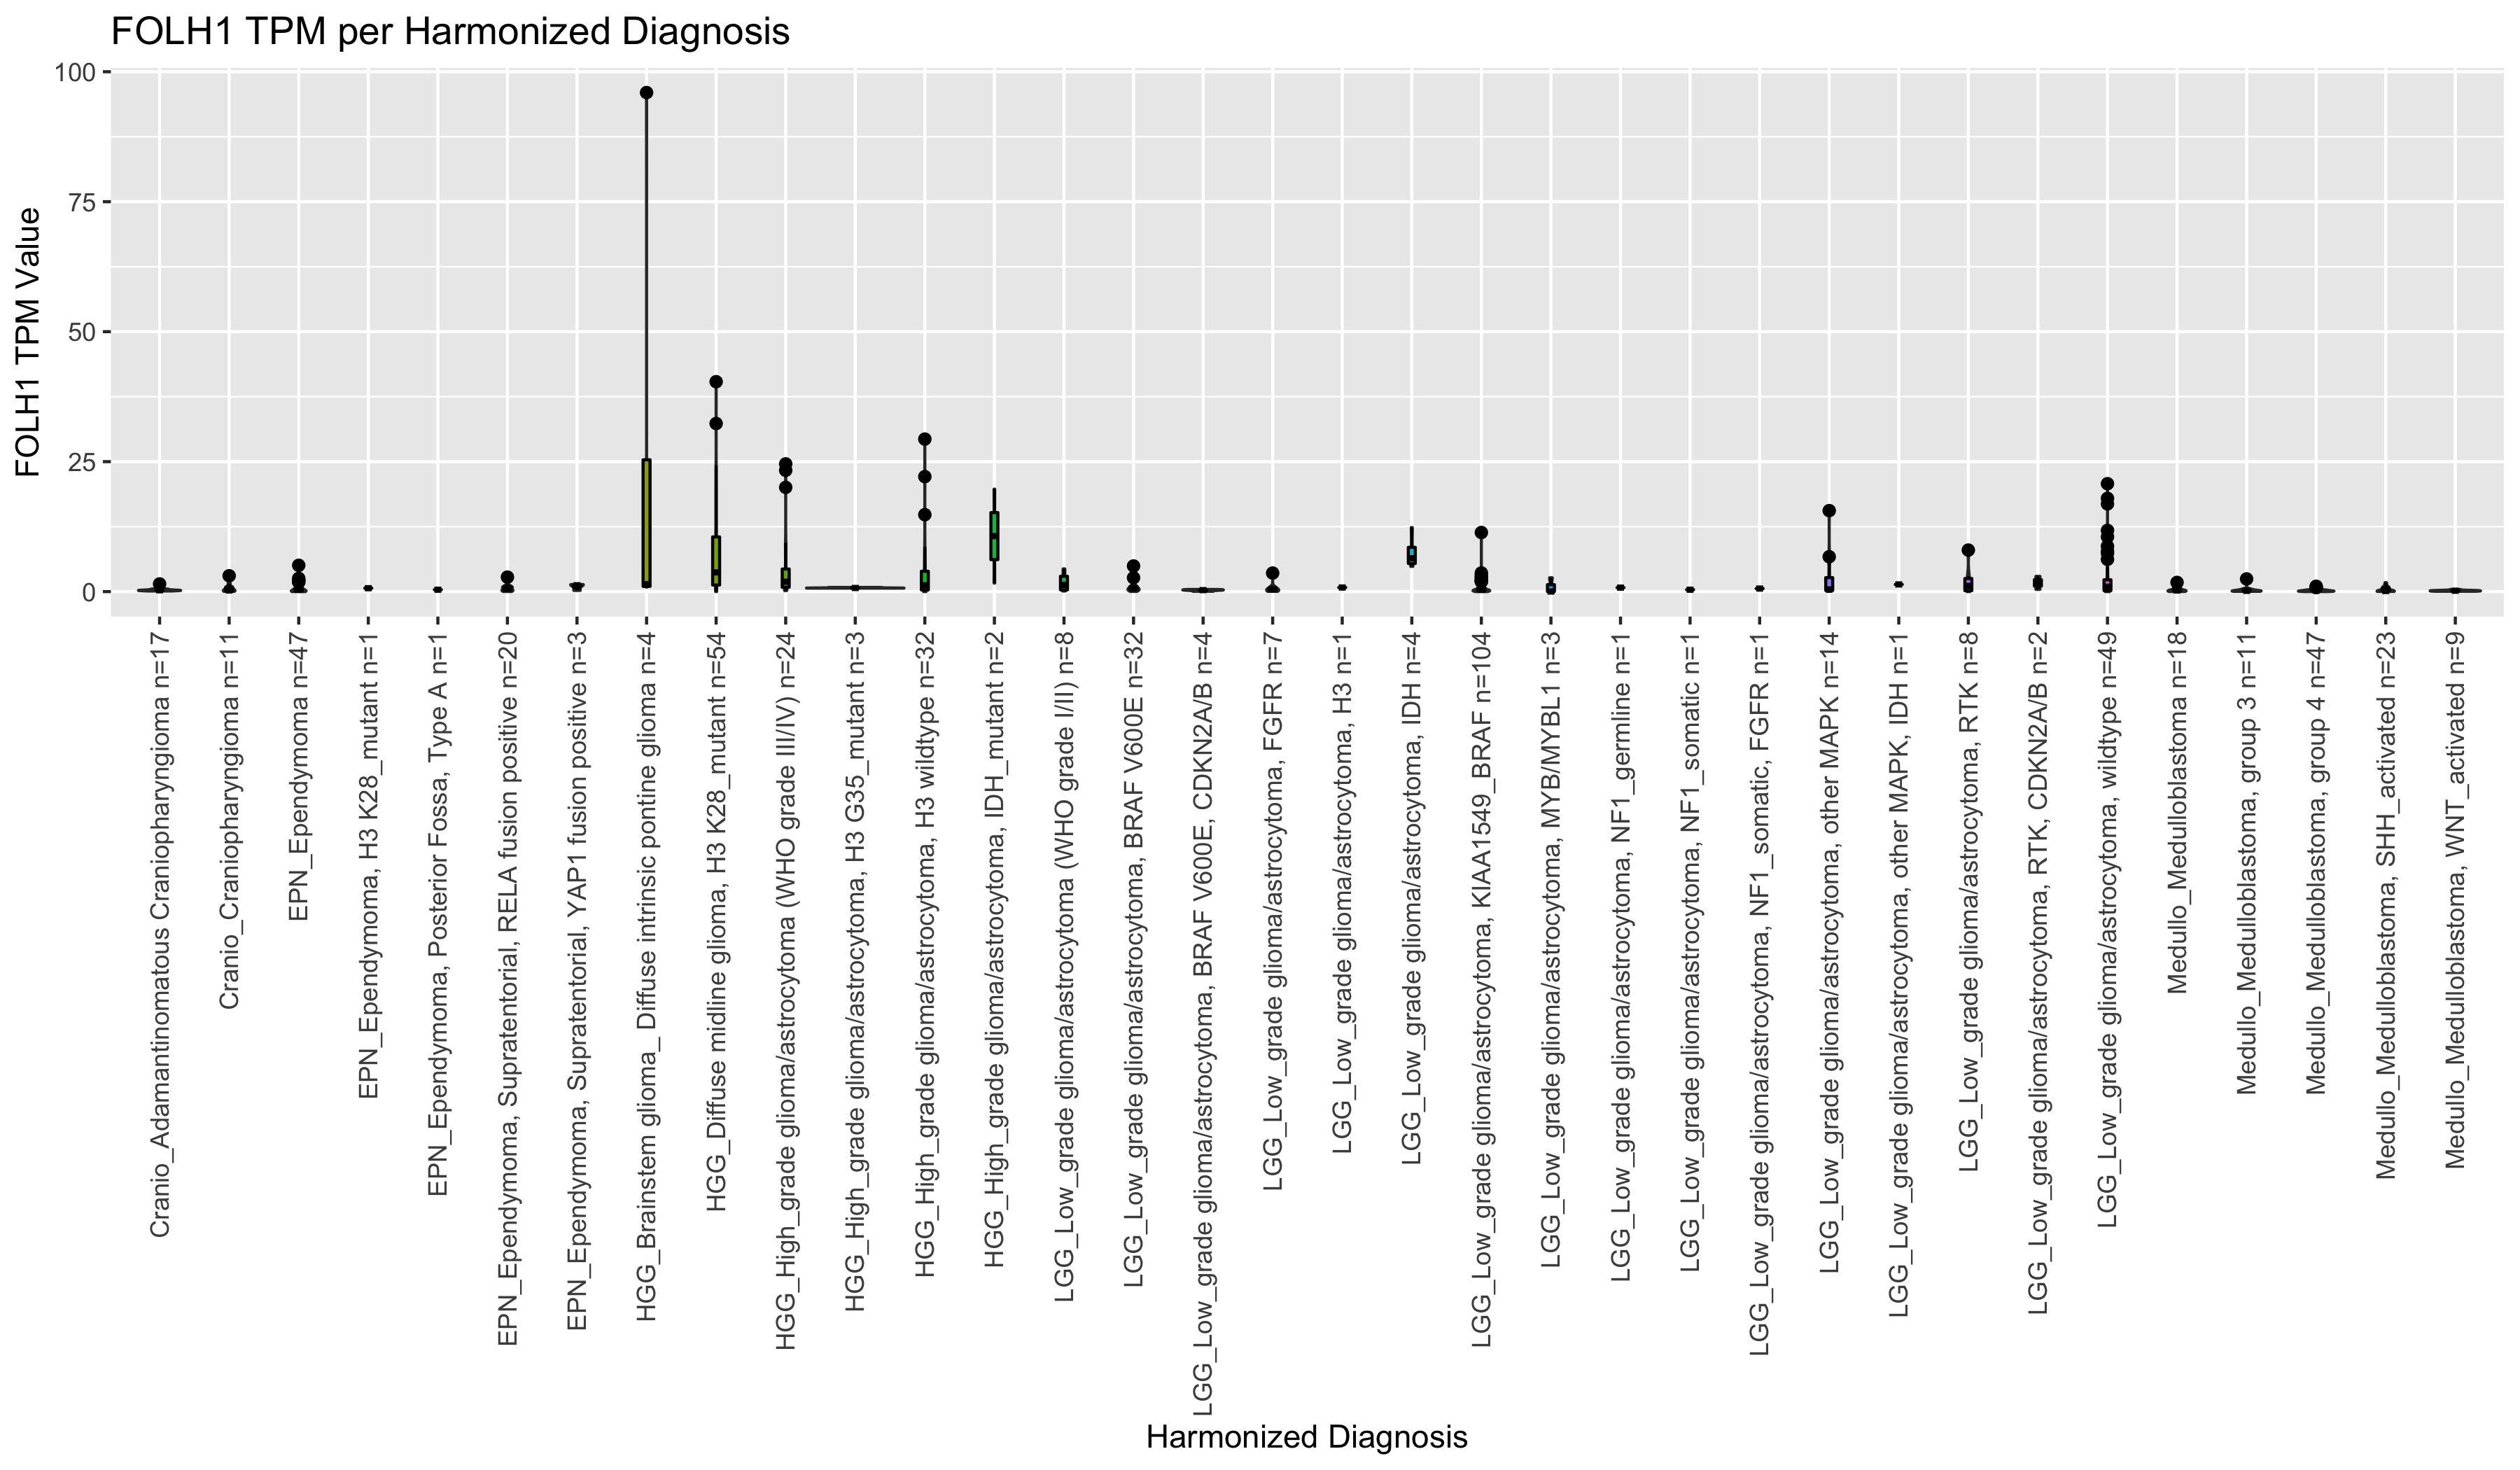 FOLH1 TPM per Harmonized Diagnosis
FOLH1 TPM Value
100
75
50
25
0
Cranio_Adamantinomatous Craniopharyngioma n=17
Cranio_Craniopharyngioma n=11
EPN_Ependymoma n=47
EPN_Ependymoma, H3 K28_mutant n=1
EPN_Ependymoma, Posterior Fossa, Type A n=1
EPN_Ependymoma, Supratentorial, RELA fusion positive n=20
EPN_Ependymoma, Supratentorial, YAP1 fusion positive n=3
HGG_Brainstem glioma_ Diffuse intrinsic pontine glioma n=4
HGG_Diffuse midline glioma, H3 K28_mutant n=54
HGG_High_grade glioma/astrocytoma (WHO grade III/IV) n=24
HGG_High_grade glioma/astrocytoma, H3 G35_mutant n=3
HGG_High_grade glioma/astrocytoma, H3 wildtype n=32
HGG_High_grade glioma/astrocytoma, IDH_mutant n=2
LGG_Low_grade glioma/astrocytoma (WHO grade I/II) n=8
LGG_Low_grade glioma/astrocytoma, BRAF V600E n=32
LGG_Low_grade glioma/astrocytoma, BRAF V600E, CDKN2A/B n=4
LGG_Low_grade glioma/astrocytoma, FGFR n=7
LGG_Low_grade glioma/astrocytoma, H3 n=1
LGG_Low_grade glioma/astrocytoma, IDH n=4
LGG_Low_grade glioma/astrocytoma, KIAA1549_BRAF n=104
LGG_Low_grade glioma/astrocytoma, MYB/MYBL1 n=3
LGG_Low_grade glioma/astrocytoma, NF1_germline n=1
LGG_Low_grade glioma/astrocytoma, NF1_somatic n=1
LGG_Low_grade glioma/astrocytoma, NF1_somatic, FGFR n=1
LGG_Low_grade glioma/astrocytoma, other MAPK n=14
LGG_Low_grade glioma/astrocytoma, other MAPK, IDH n=1
LGG_Low_grade glioma/astrocytoma, RTK n=8
LGG_Low_grade glioma/astrocytoma, RTK, CDKN2A/B n=2
LGG_Low_grade glioma/astrocytoma, wildtype n=49
Medullo_Medulloblastoma n=18
Medullo_Medulloblastoma, group 3 n=11
Medullo_Medulloblastoma, group 4 n=47
Medullo_Medulloblastoma, SHH_activated n=23
Medullo_Medulloblastoma, WNT_activated n=9
Harmonized Diagnosis